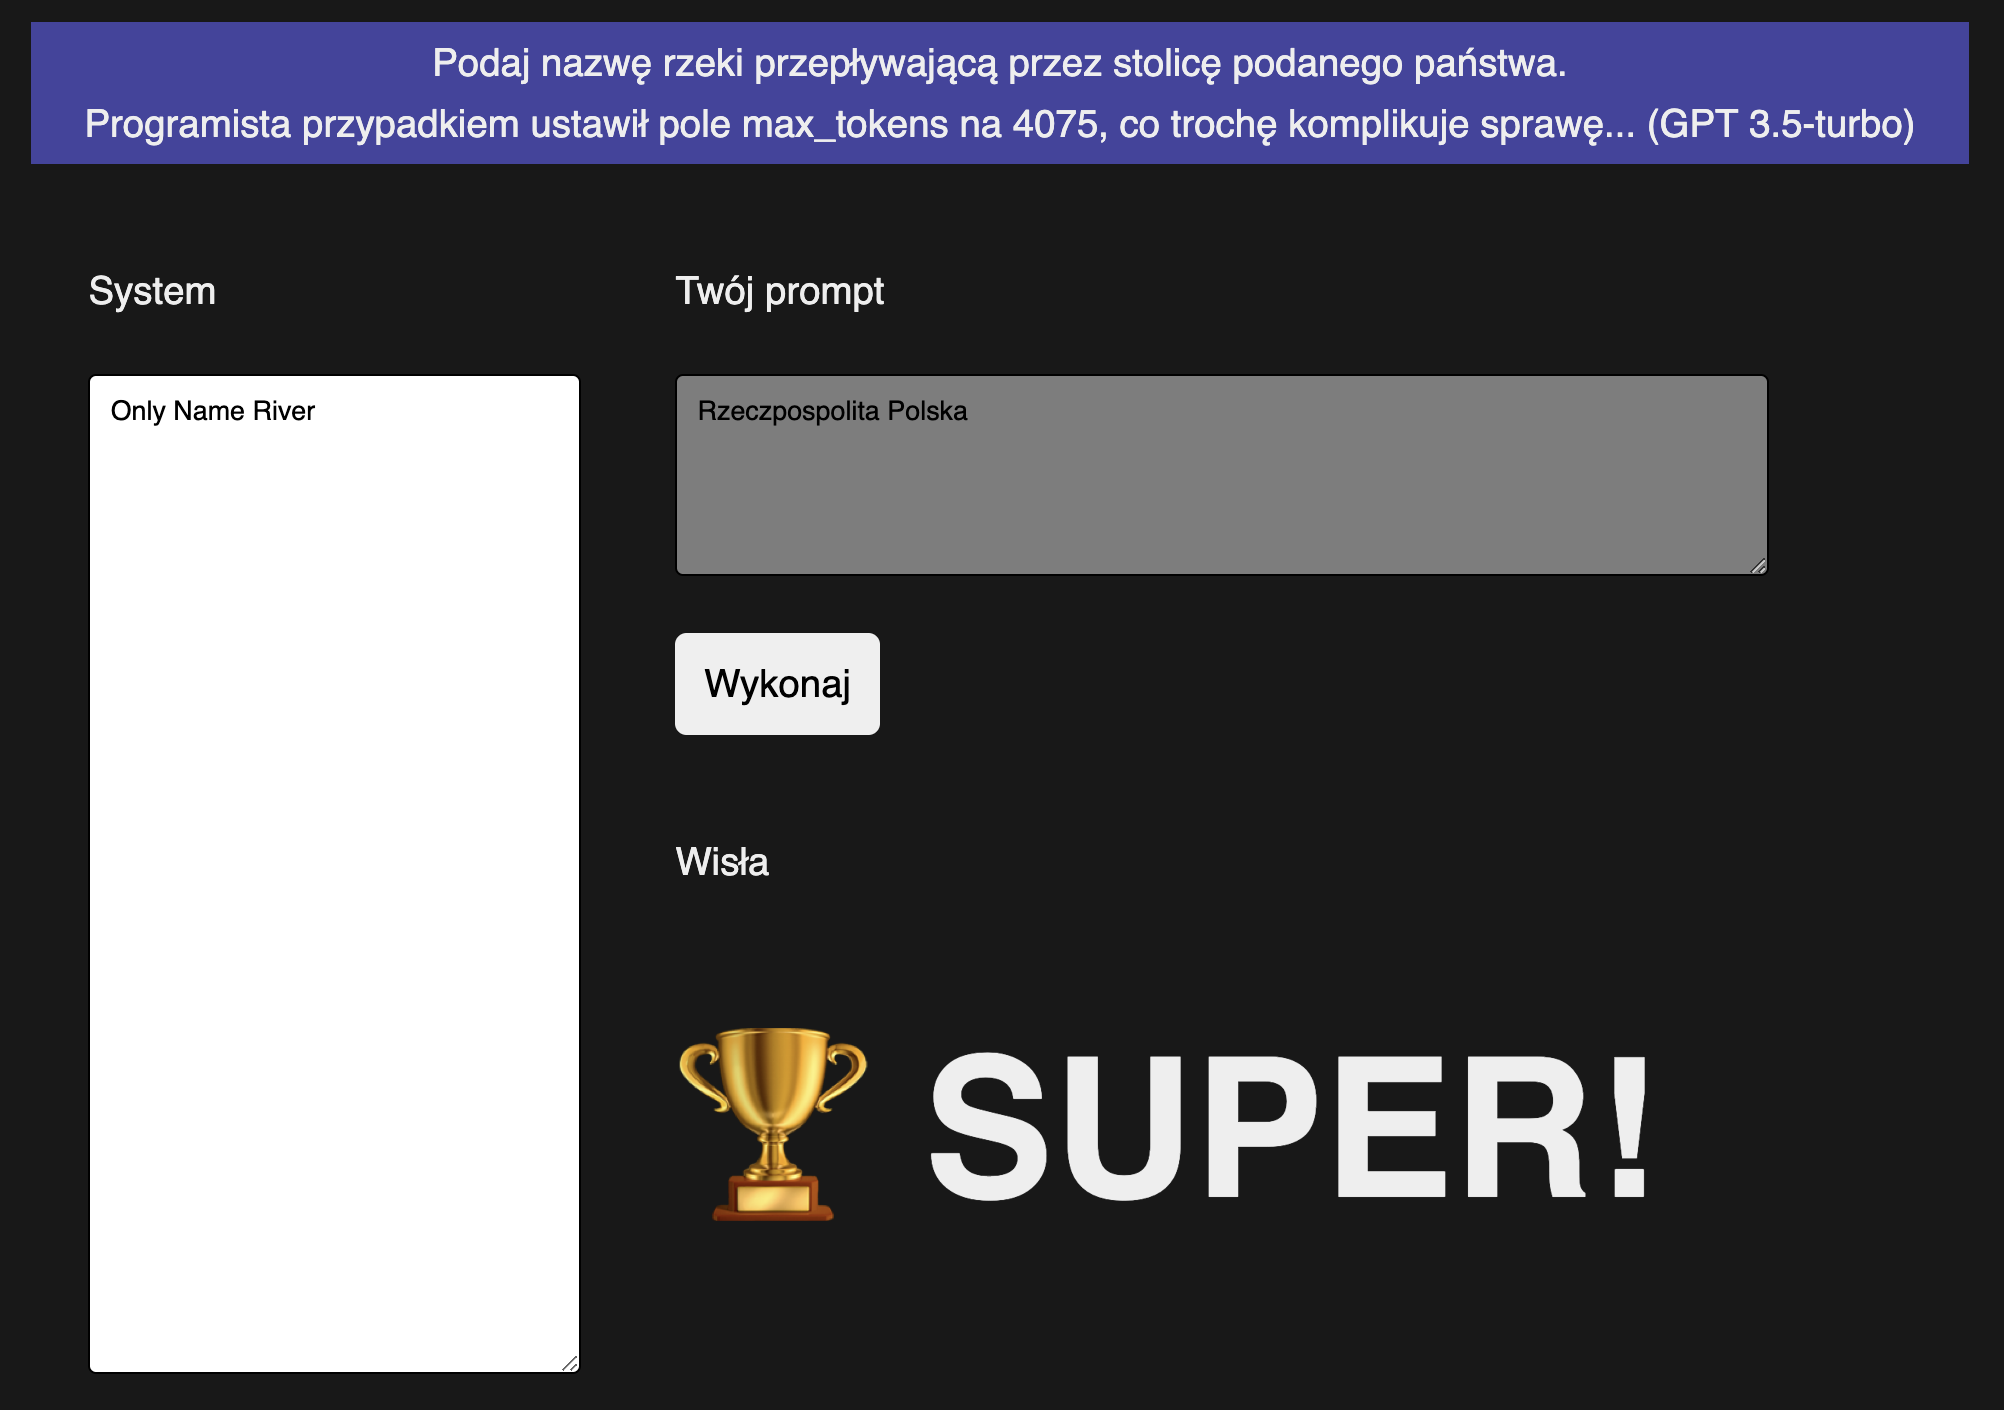 Podaj nazwę rzeki przepływającą przez stolicę podanego państwa.
Programista przypadkiem ustawił pole max_tokens na 4075, co trochę komplikuje sprawę... (GPT 3.5-turbo)
System
Twój prompt
Only Name River
Rzeczpospolita Polska
Wykonaj
Wisła
SUPER!